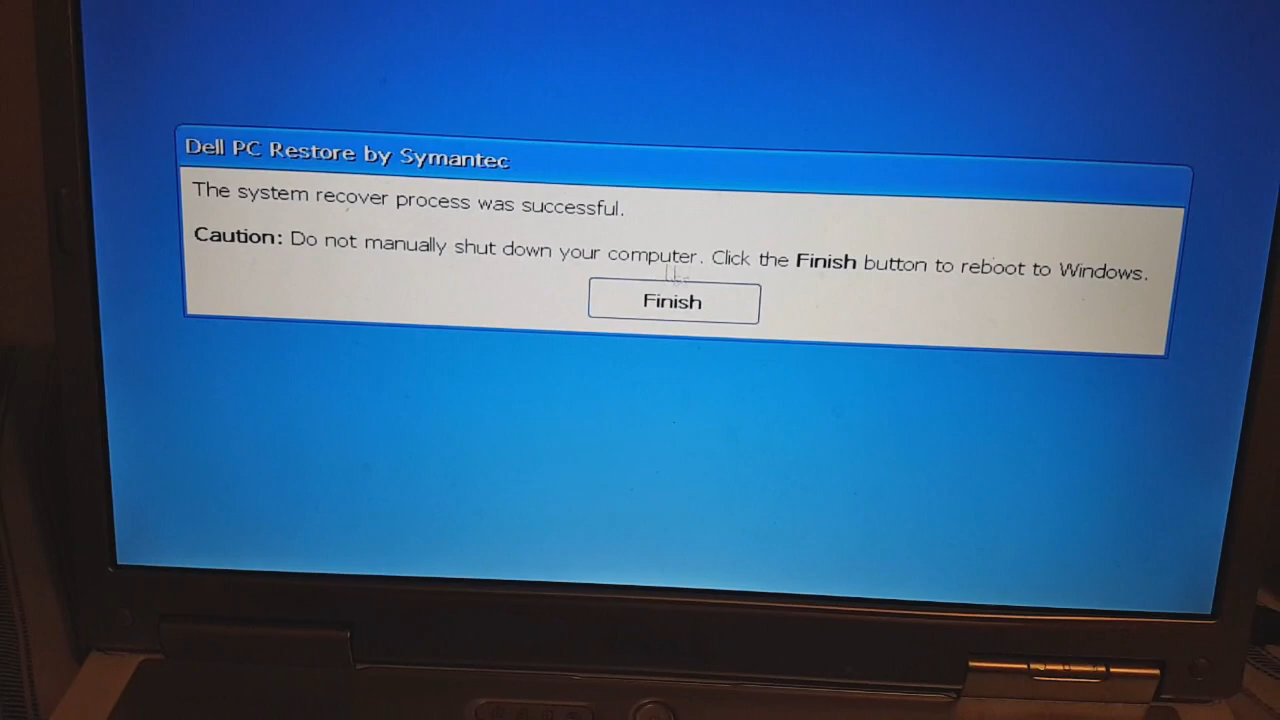 Dell PC Restore by Symantec
The system recover process was successful.
Caution: Do not manually shut down your computer. Click the Finish button to reboot to Windows.
Finish